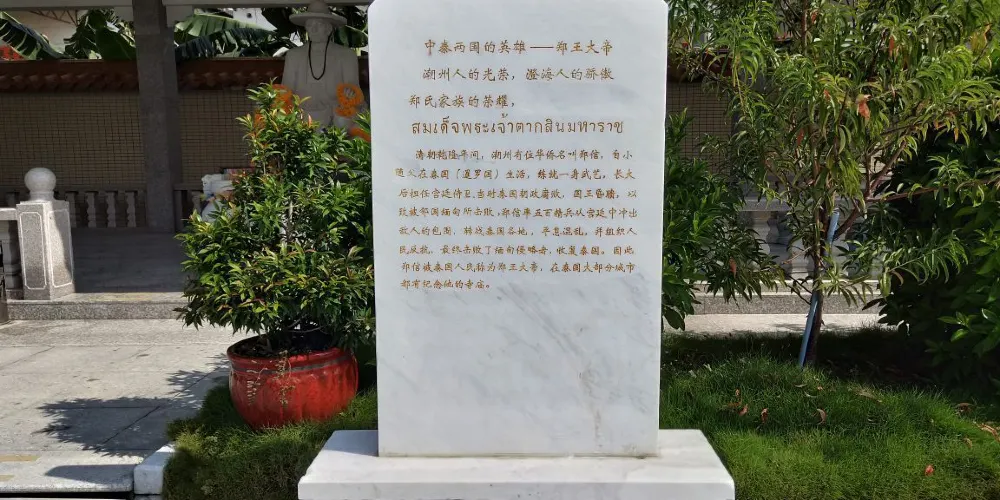 中泰两国的英雄——郑王大帝
潮州人的光荣，澄海人的骄傲
郑氏家族的荣耀，
สมเด็จพระเจ้าตากสินมหาราช
清朝乾隆年间，潮州有位华侨名叫郑信，自小
随父在泰国（暹罗国）生活，练就一身武艺，长大
后担任宫廷侍卫。当时泰国朝政腐败，国王昏聩，以
致被邻国缅甸所击败，郑信率五百精兵从宫廷中冲出
敌人的包围，转战泰国各地，平息混乱，并组织人
民反抗，最终击败了缅甸侵略者，收复泰国。因此
郑信被泰国人民称为郑王大帝，在泰国大部分城市
都有纪念他的寺庙。